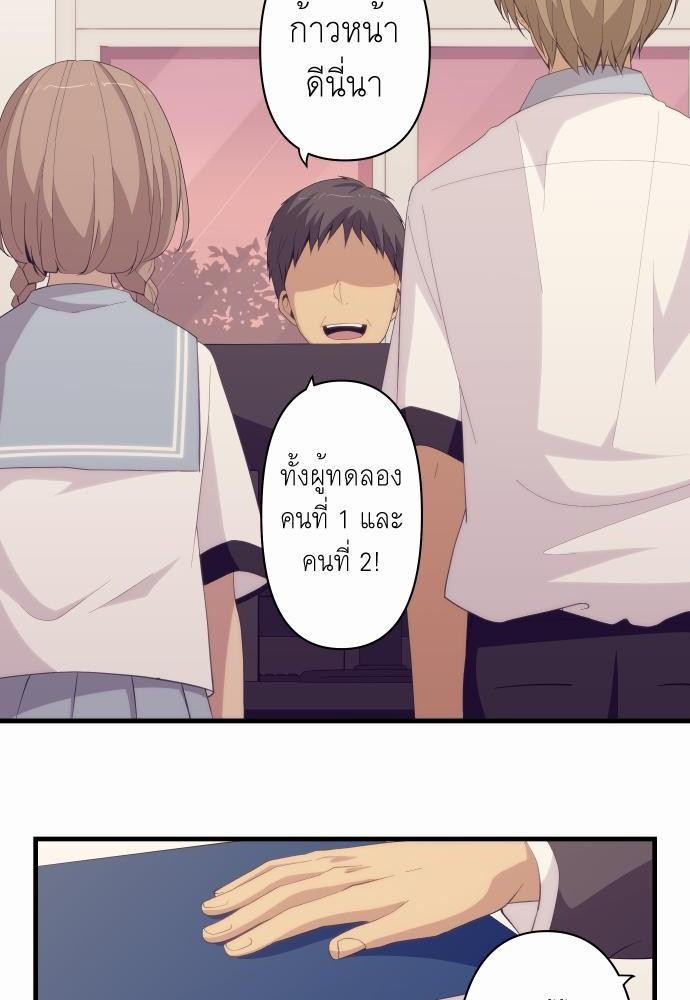 ก้าวหน้า
ดีนี่นา
ทั้งผู้ทดลอง
คนที่ 1 และ
คนที่ 2!